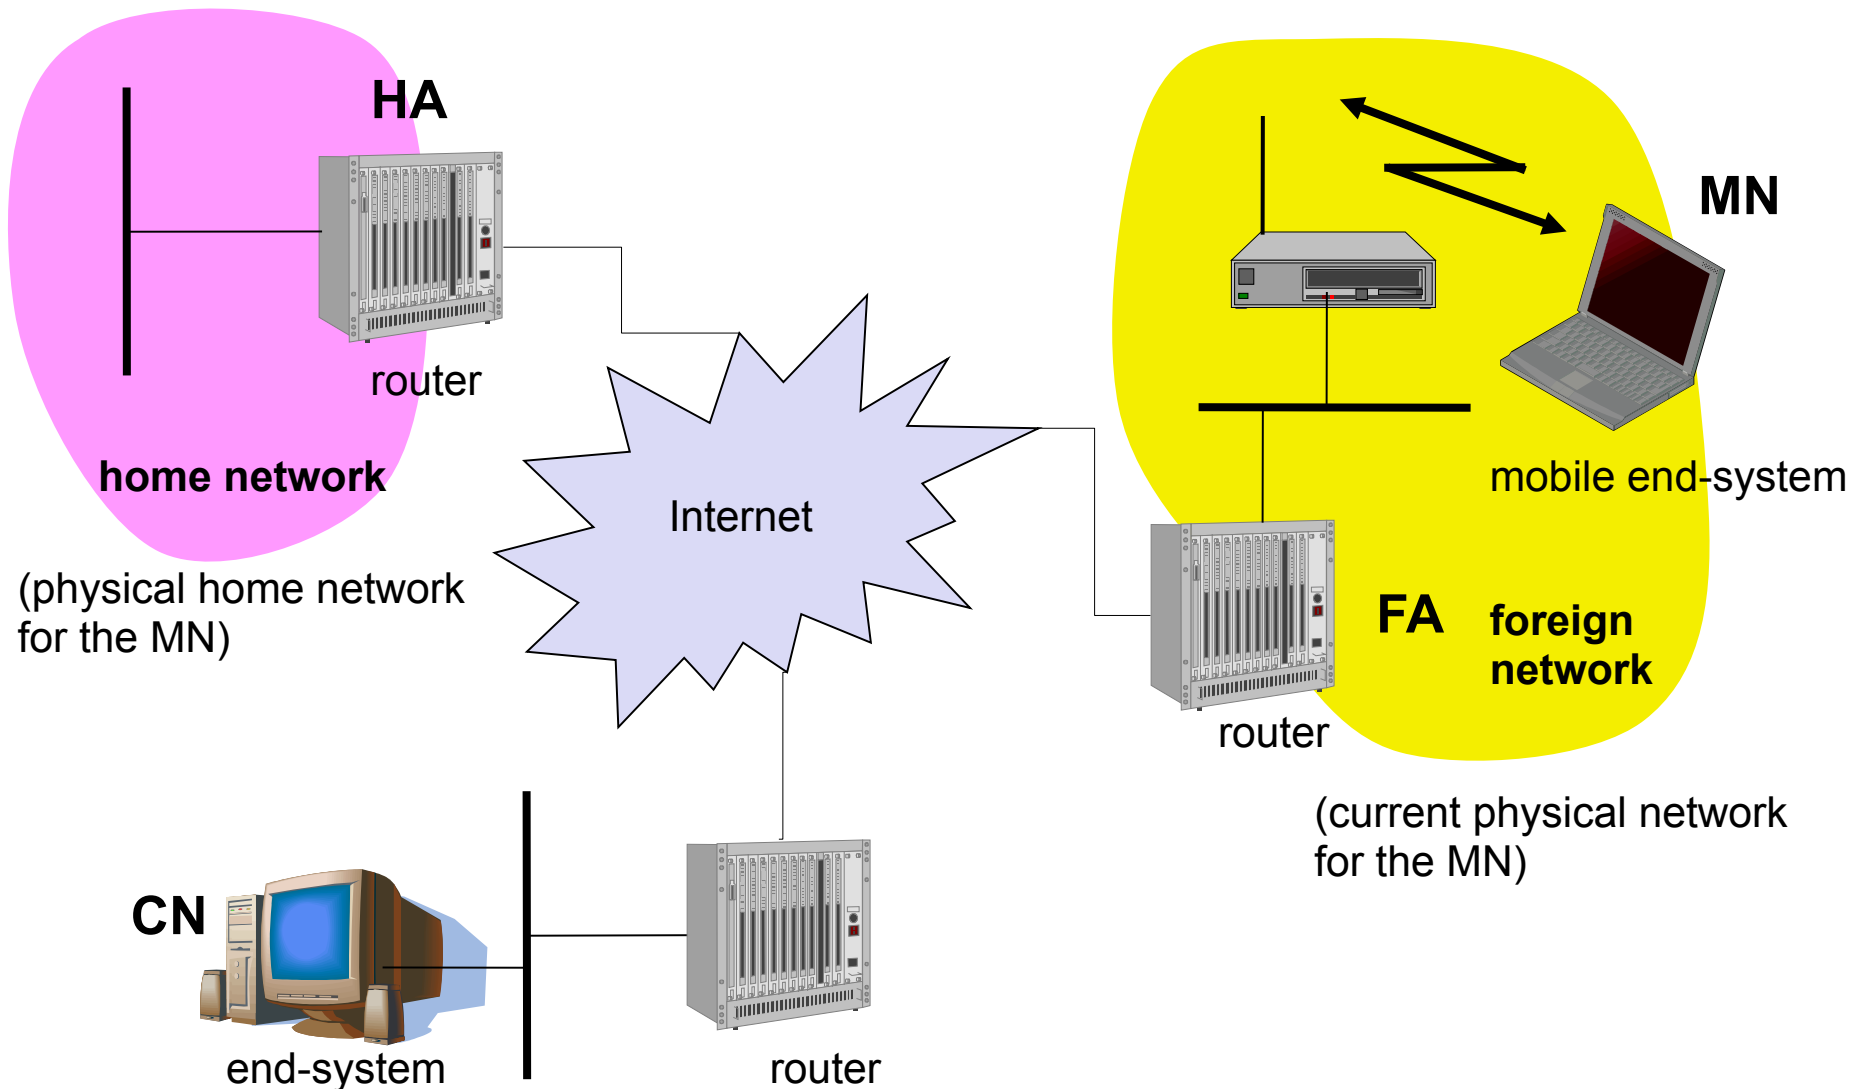 HA
MN
router
home network
mobile end-system
Internet
(physical home network
for the MN)
FA
foreign
network
router
(current physical network
for the MN)
CN
end-system
router